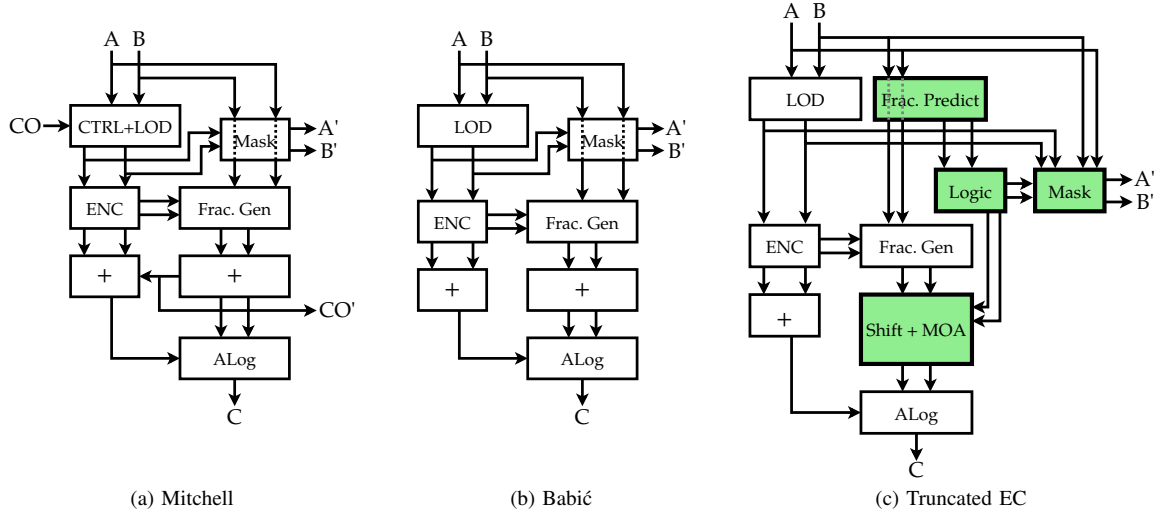 A B
CO
CTRL+LOD
Mask
A'
B'
ENC
Frac. Gen
+
+
CO'
ALog
C
(a) Mitchell
A B
LOD
Mask
A'
B'
ENC
Frac. Gen
+
+
ALog
C
(b) Babić
A B
LOD
Frac. Predict
Logic
Mask
A'
B'
ENC
Frac. Gen
+
Shift + MOA
ALog
C
(c) Truncated EC